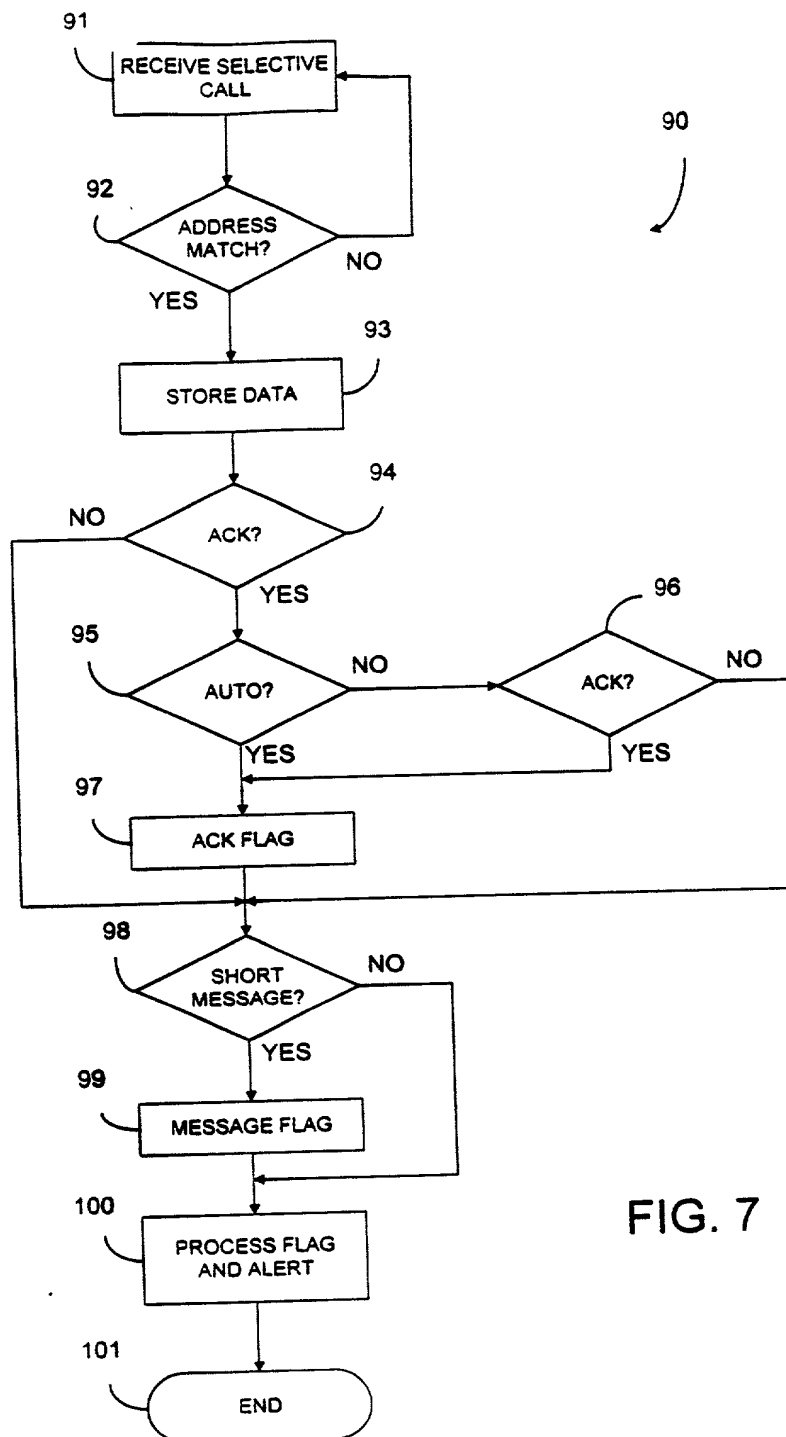 91
RECEIVE SELECTIVE
CALL
90
92
ADDRESS
MATCH?
NO
YES
93
STORE DATA
94
NO
ACK?
YES
96
95
AUTO?
NO
ACK?
NO
YES
YES
97
ACK FLAG
98
SHORT
MESSAGE?
NO
YES
99
MESSAGE FLAG
100
PROCESS FLAG
AND ALERT
FIG. 7
101
END